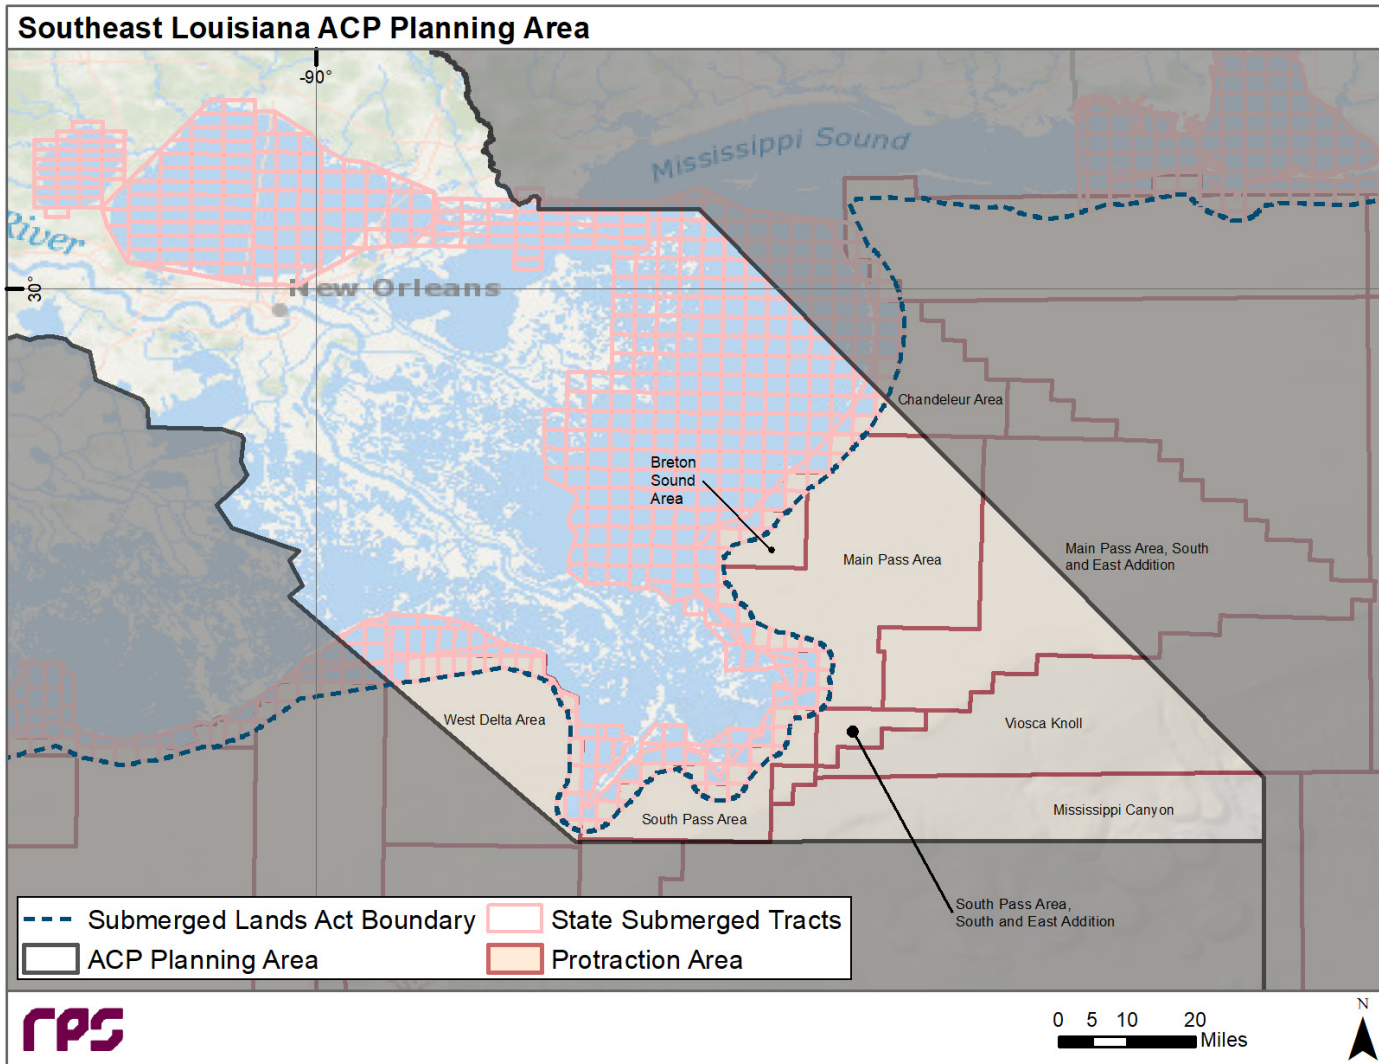 Southeast Louisiana ACP Planning Area
-90°
Mississippi Sound
River
30°
New Orleans
Chandeleur Area
Breton
Sound
Area
Main Pass Area
Main Pass Area, South
and East Addition
West Delta Area
Viosca Knoll
South Pass Area
Mississippi Canyon
South Pass Area,
South and East Addition
Submerged Lands Act Boundary
State Submerged Tracts
ACP Planning Area
Protraction Area
rps
0 5 10 20
Miles
N